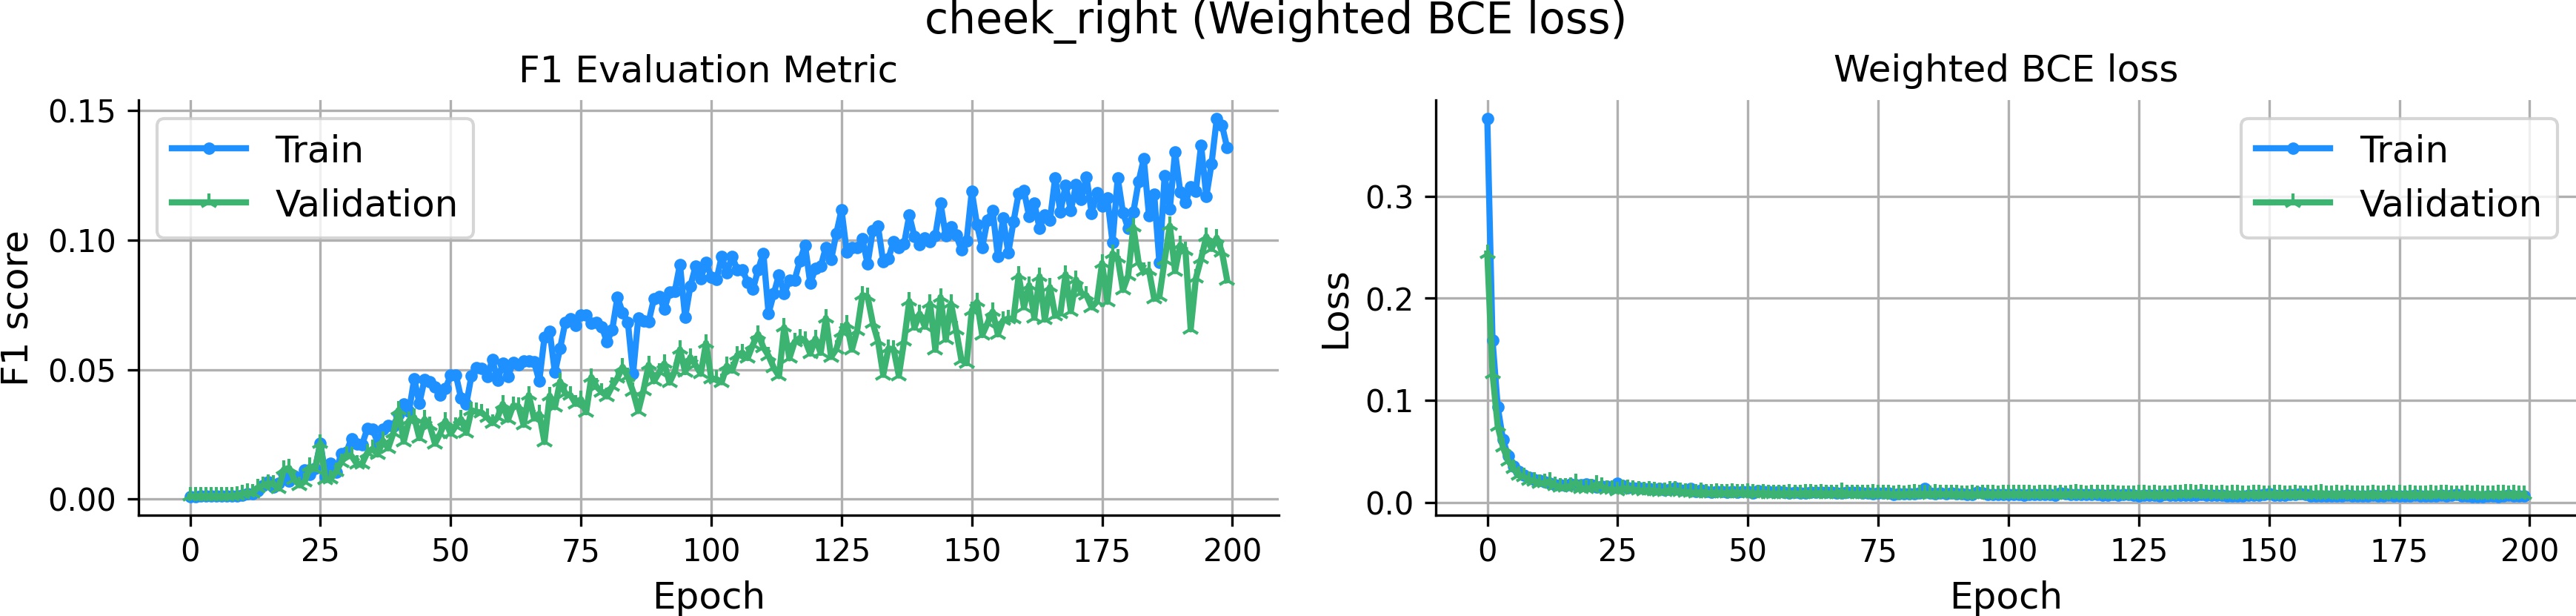 cheek_right (Weighted BCE loss)
F1 Evaluation Metric
0.15
0.10
0.05
0.00
F1 score
Train
Validation
0 25 50 75 100 125 150 175 200
Epoch
Weighted BCE loss
0.3
0.2
0.1
0.0
Loss
Train
Validation
0 25 50 75 100 125 150 175 200
Epoch